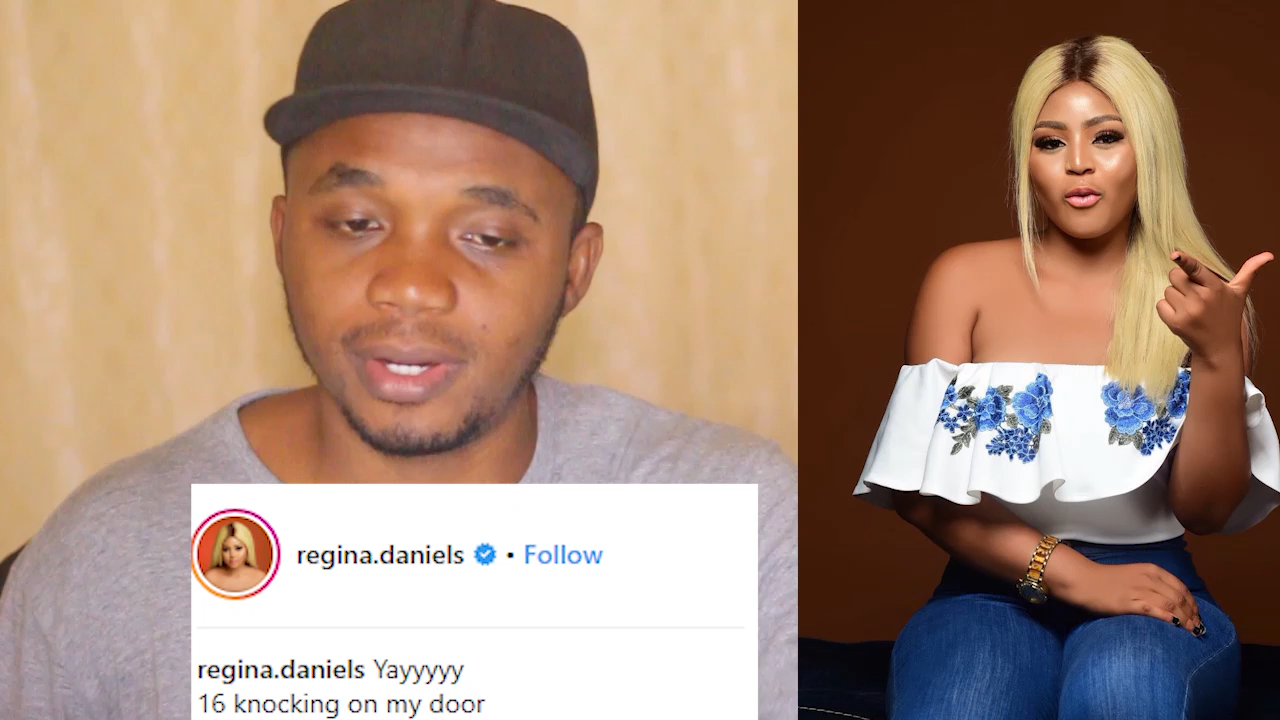 regina.daniels • Follow
regina.daniels Yayyyyy
16 knocking on my door